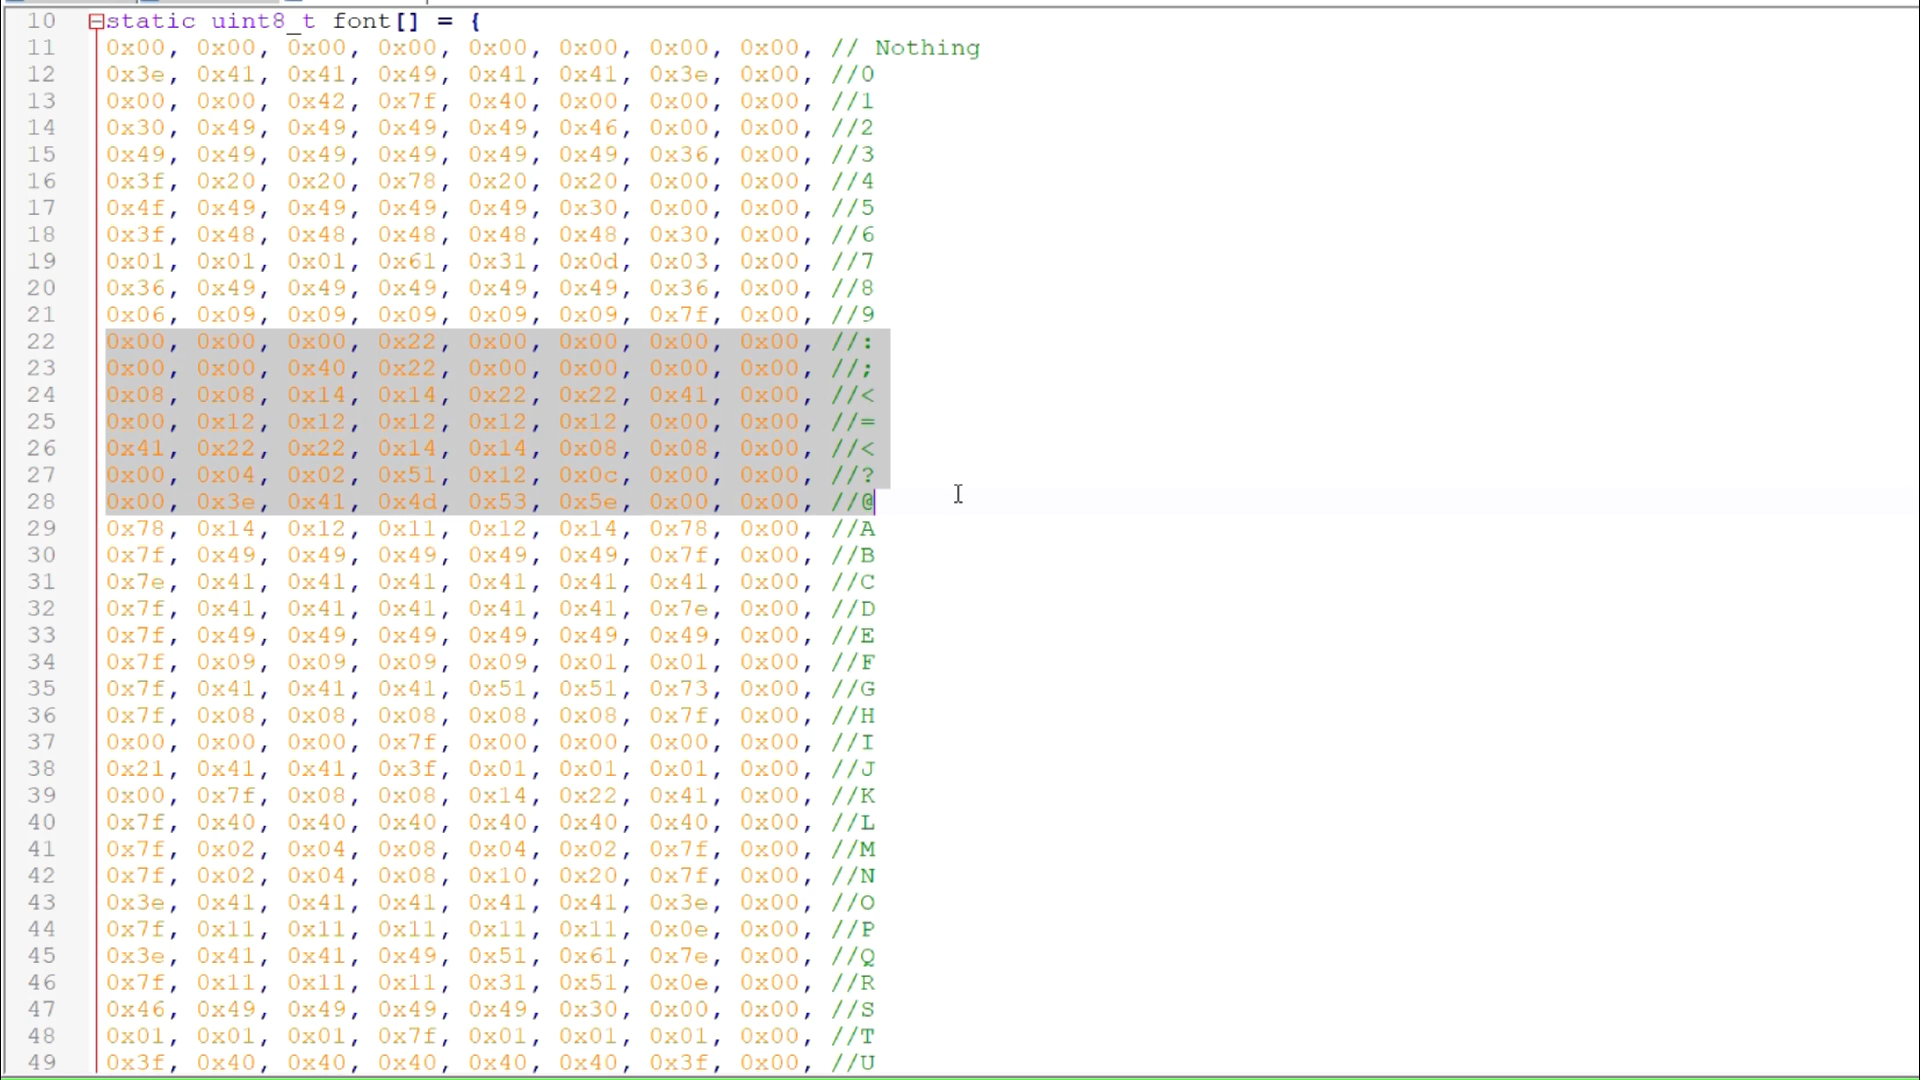 10 static uint8_t font[] = {
11 0x00, 0x00, 0x00, 0x00, 0x00, 0x00, 0x00, 0x00, // Nothing
12 0x3e, 0x41, 0x41, 0x49, 0x41, 0x41, 0x3e, 0x00, //0
13 0x00, 0x00, 0x42, 0x7f, 0x40, 0x00, 0x00, 0x00, //1
14 0x30, 0x49, 0x49, 0x49, 0x49, 0x46, 0x00, 0x00, //2
15 0x49, 0x49, 0x49, 0x49, 0x49, 0x49, 0x36, 0x00, //3
16 0x3f, 0x20, 0x20, 0x78, 0x20, 0x20, 0x00, 0x00, //4
17 0x4f, 0x49, 0x49, 0x49, 0x49, 0x30, 0x00, 0x00, //5
18 0x3f, 0x48, 0x48, 0x48, 0x48, 0x48, 0x30, 0x00, //6
19 0x01, 0x01, 0x01, 0x61, 0x31, 0x0d, 0x03, 0x00, //7
20 0x36, 0x49, 0x49, 0x49, 0x49, 0x49, 0x36, 0x00, //8
21 0x06, 0x09, 0x09, 0x09, 0x09, 0x09, 0x7f, 0x00, //9
22 0x00, 0x00, 0x00, 0x22, 0x00, 0x00, 0x00, 0x00, //:
23 0x00, 0x00, 0x40, 0x22, 0x00, 0x00, 0x00, 0x00, //;
24 0x08, 0x08, 0x14, 0x14, 0x22, 0x22, 0x41, 0x00, //<
25 0x00, 0x12, 0x12, 0x12, 0x12, 0x12, 0x00, 0x00, //=
26 0x41, 0x22, 0x22, 0x14, 0x14, 0x08, 0x08, 0x00, //<
27 0x00, 0x04, 0x02, 0x51, 0x12, 0x0c, 0x00, 0x00, //?
28 0x00, 0x3e, 0x41, 0x4d, 0x53, 0x5e, 0x00, 0x00, //@
29 0x78, 0x14, 0x12, 0x11, 0x12, 0x14, 0x78, 0x00, //A
30 0x7f, 0x49, 0x49, 0x49, 0x49, 0x49, 0x7f, 0x00, //B
31 0x7e, 0x41, 0x41, 0x41, 0x41, 0x41, 0x41, 0x00, //C
32 0x7f, 0x41, 0x41, 0x41, 0x41, 0x41, 0x7e, 0x00, //D
33 0x7f, 0x49, 0x49, 0x49, 0x49, 0x49, 0x49, 0x00, //E
34 0x7f, 0x09, 0x09, 0x09, 0x09, 0x01, 0x01, 0x00, //F
35 0x7f, 0x41, 0x41, 0x41, 0x51, 0x51, 0x73, 0x00, //G
36 0x7f, 0x08, 0x08, 0x08, 0x08, 0x08, 0x7f, 0x00, //H
37 0x00, 0x00, 0x00, 0x7f, 0x00, 0x00, 0x00, 0x00, //I
38 0x21, 0x41, 0x41, 0x3f, 0x01, 0x01, 0x01, 0x00, //J
39 0x00, 0x7f, 0x08, 0x08, 0x14, 0x22, 0x41, 0x00, //K
40 0x7f, 0x40, 0x40, 0x40, 0x40, 0x40, 0x40, 0x00, //L
41 0x7f, 0x02, 0x04, 0x08, 0x04, 0x02, 0x7f, 0x00, //M
42 0x7f, 0x02, 0x04, 0x08, 0x10, 0x20, 0x7f, 0x00, //N
43 0x3e, 0x41, 0x41, 0x41, 0x41, 0x41, 0x3e, 0x00, //O
44 0x7f, 0x11, 0x11, 0x11, 0x11, 0x11, 0x0e, 0x00, //P
45 0x3e, 0x41, 0x41, 0x49, 0x51, 0x61, 0x7e, 0x00, //Q
46 0x7f, 0x11, 0x11, 0x11, 0x31, 0x51, 0x0e, 0x00, //R
47 0x46, 0x49, 0x49, 0x49, 0x49, 0x30, 0x00, 0x00, //S
48 0x01, 0x01, 0x01, 0x7f, 0x01, 0x01, 0x01, 0x00, //T
49 0x3f, 0x40, 0x40, 0x40, 0x40, 0x40, 0x3f, 0x00, //U